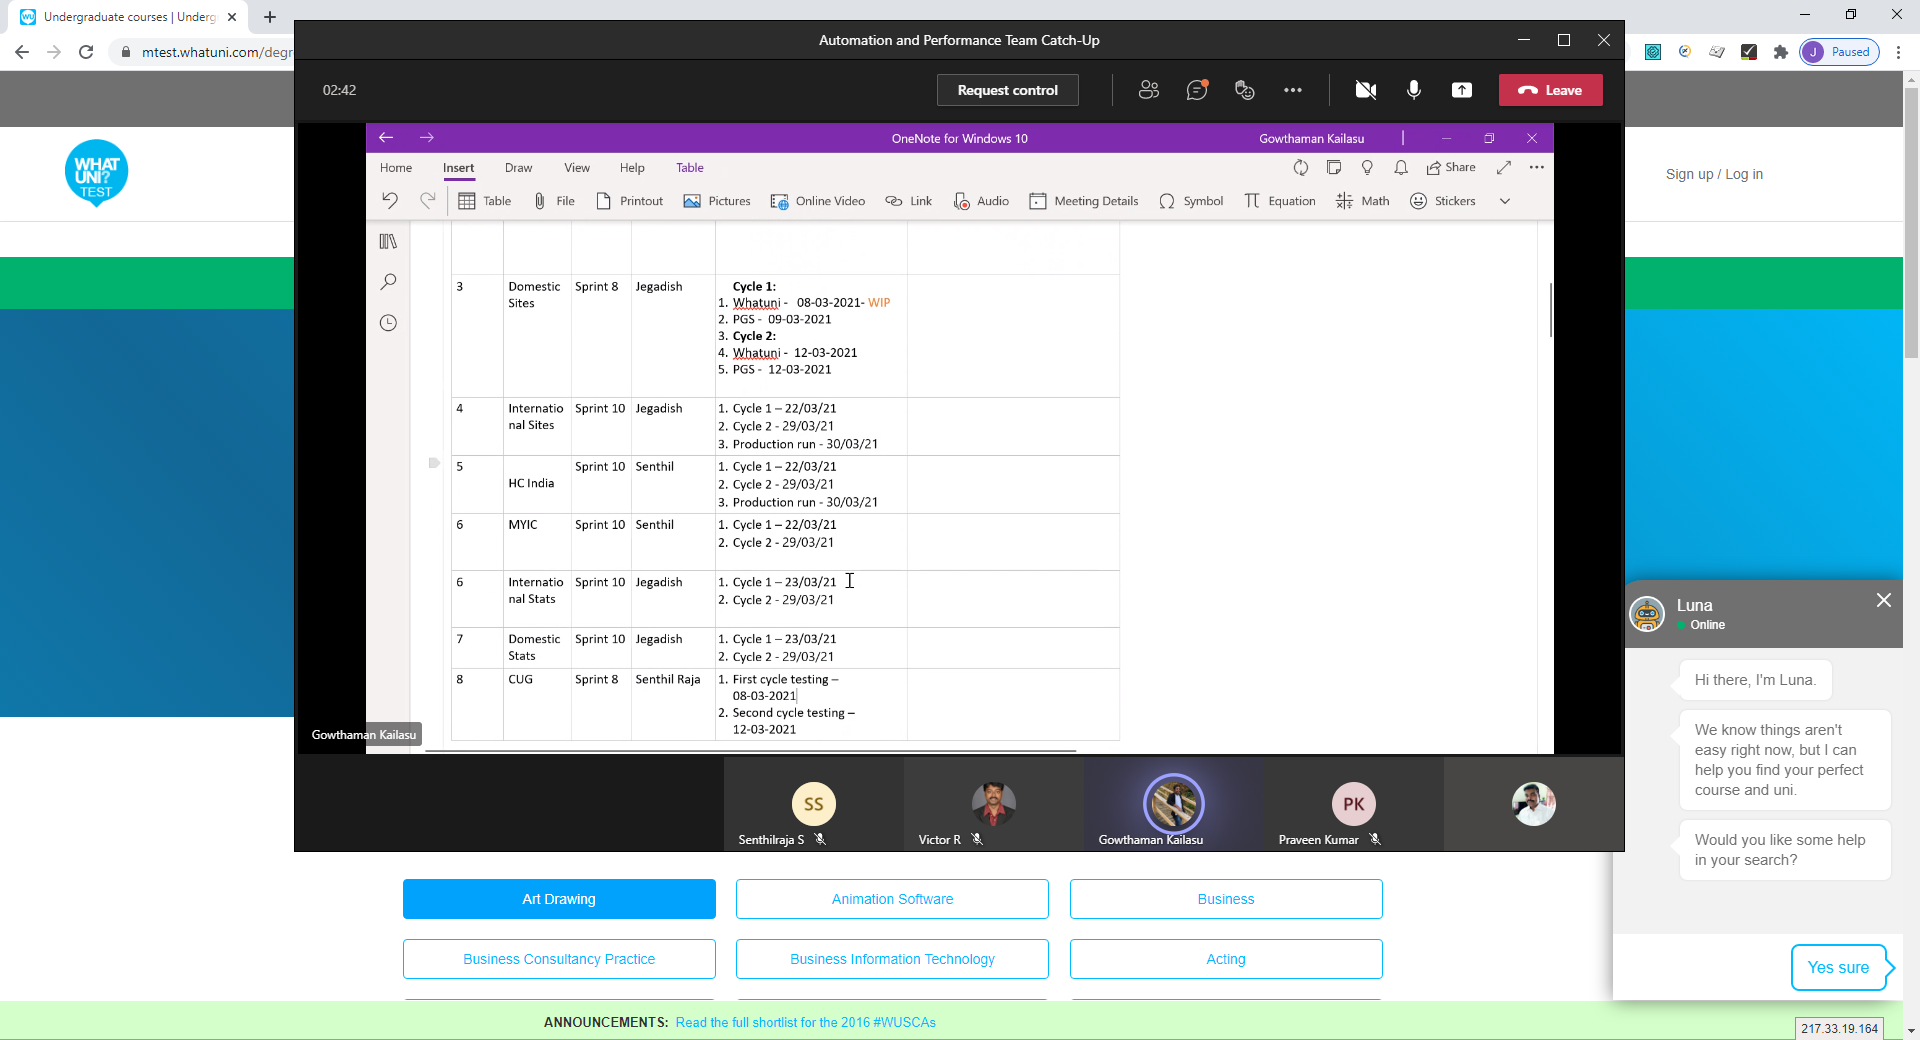 Undergraduate courses | Underg
mtest.whatuni.com/degr
Paused
J
Automation and Performance Team Catch-Up
02:42
Request control
Leave
OneNote for Windows 10
Gowthaman Kailasu
Home
Insert
Draw
View
Help
Table
Share
Table
File
Printout
Pictures
Online Video
Link
Audio
Meeting Details
Symbol
Equation
Math
Stickers
WHAT
UNI?
TEST
Sign up / Log in
3
Domestic
Sites
Sprint 8
Jegadish
Cycle 1:
1. Whatuni - 08-03-2021- WIP
2. PGS - 09-03-2021
3. Cycle 2:
4. Whatuni - 12-03-2021
5. PGS - 12-03-2021
4
Internatio
nal Sites
Sprint 10
Jegadish
1. Cycle 1 – 22/03/21
2. Cycle 2 - 29/03/21
3. Production run - 30/03/21
5
HC India
Sprint 10
Senthil
1. Cycle 1 – 22/03/21
2. Cycle 2 - 29/03/21
3. Production run - 30/03/21
6
MYIC
Sprint 10
Senthil
1. Cycle 1 – 22/03/21
2. Cycle 2 - 29/03/21
6
Internatio
nal Stats
Sprint 10
Jegadish
1. Cycle 1 – 23/03/21
2. Cycle 2 - 29/03/21
7
Domestic
Stats
Sprint 10
Jegadish
1. Cycle 1 – 23/03/21
2. Cycle 2 - 29/03/21
8
CUG
Sprint 8
Senthil Raja
1. First cycle testing –
08-03-2021
2. Second cycle testing –
12-03-2021
Gowthaman Kailasu
SS
Senthilraja S
Victor R
Gowthaman Kailasu
PK
Praveen Kumar
Luna
Online
Hi there, I'm Luna.
We know things aren't
easy right now, but I can
help you find your perfect
course and uni.
Would you like some help
in your search?
Yes sure
Art Drawing
Animation Software
Business
Business Consultancy Practice
Business Information Technology
Acting
ANNOUNCEMENTS: Read the full shortlist for the 2016 #WUSCAs
217.33.19.164